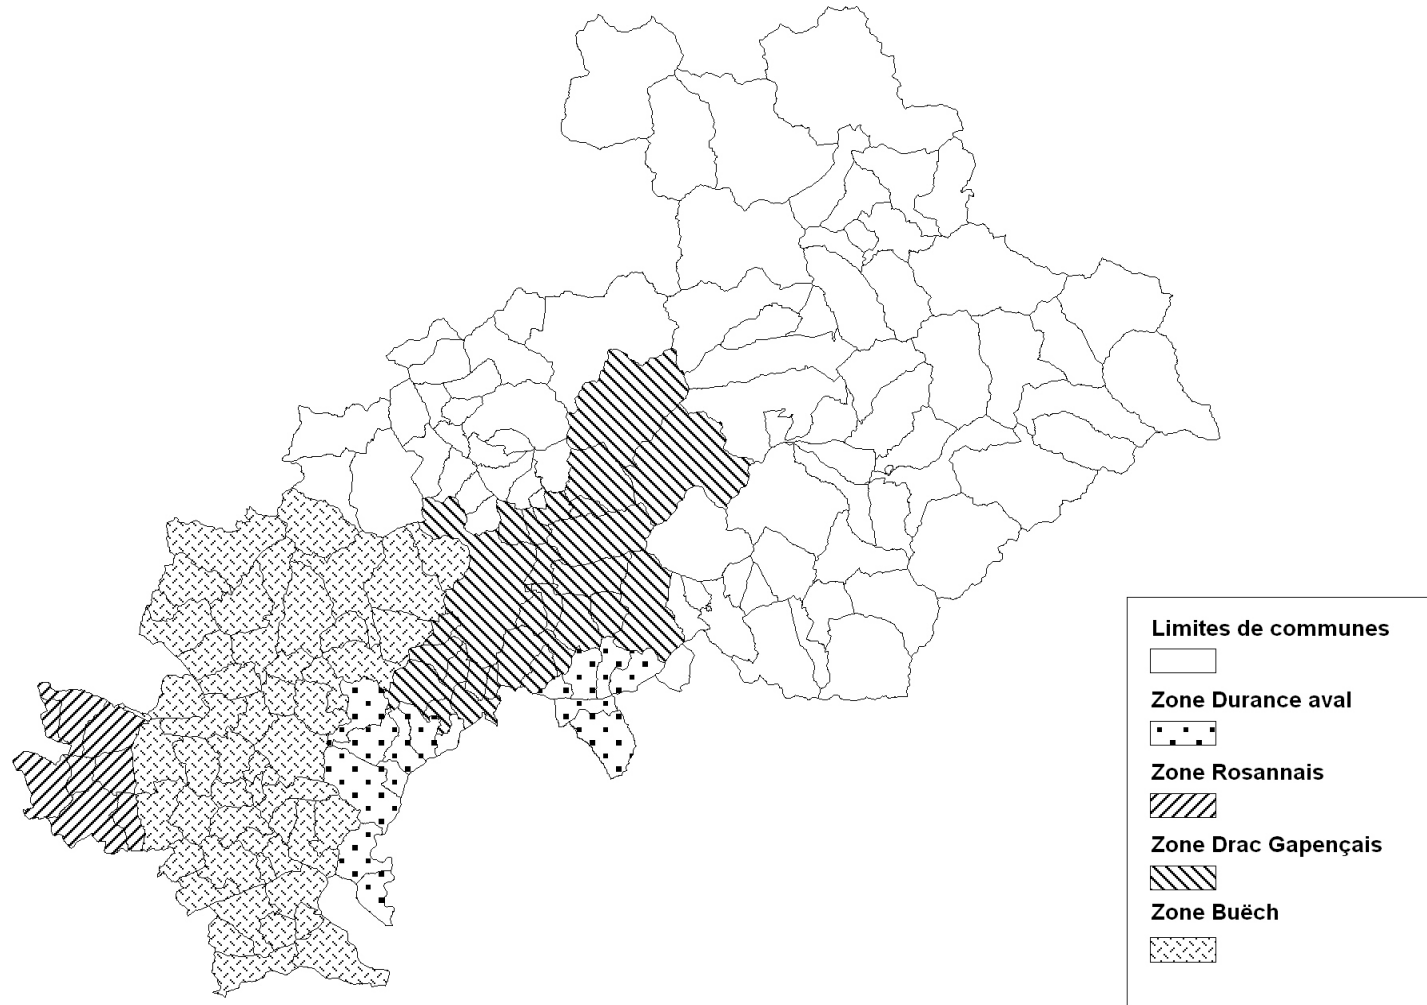 Limites de communes
Zone Durance aval
Zone Rosannais
Zone Drac Gapençais
Zone Buëch